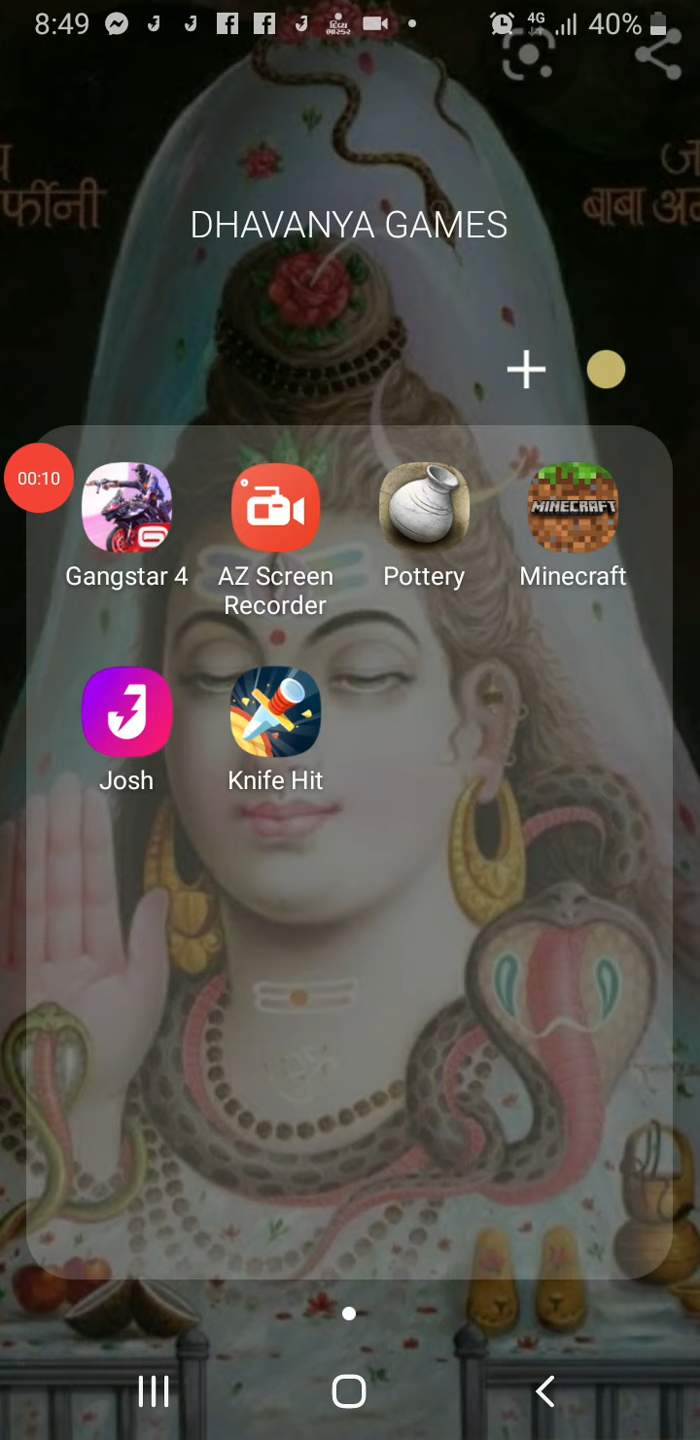 8:49
4G
40%
દિવ્ય
ભાસ્કર
र्फीनी
बाबा
DHAVANYA GAMES
00:10
MINECRAFT
Gangstar 4
AZ Screen
Recorder
Pottery
Minecraft
Josh
Knife Hit